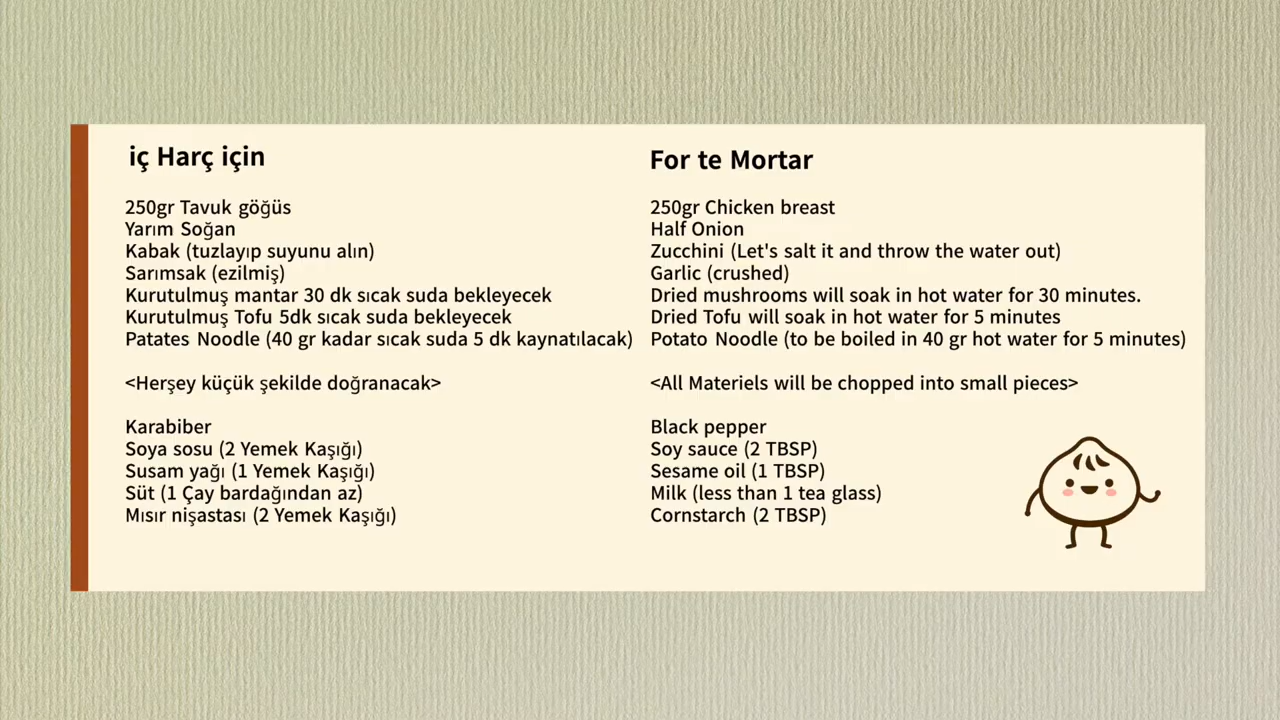 iç Harç için
250gr Tavuk göğüs
Yarım Soğan
Kabak (tuzlayıp suyunu alın)
Sarımsak (ezilmiş)
Kurutulmuş mantar 30 dk sıcak suda bekleyecek
Kurutulmuş Tofu 5dk sıcak suda bekleyecek
Patates Noodle (40 gr kadar sıcak suda 5 dk kaynatılacak)
<Herşey küçük şekilde doğranacak>
Karabiber
Soya sosu (2 Yemek Kaşığı)
Susam yağı (1 Yemek Kaşığı)
Süt (1 Çay bardağından az)
Mısır nişastası (2 Yemek Kaşığı)
For te Mortar
250gr Chicken breast
Half Onion
Zucchini (Let's salt it and throw the water out)
Garlic (crushed)
Dried mushrooms will soak in hot water for 30 minutes.
Dried Tofu will soak in hot water for 5 minutes
Potato Noodle (to be boiled in 40 gr hot water for 5 minutes)
<All Materiels will be chopped into small pieces>
Black pepper
Soy sauce (2 TBSP)
Sesame oil (1 TBSP)
Milk (less than 1 tea glass)
Cornstarch (2 TBSP)